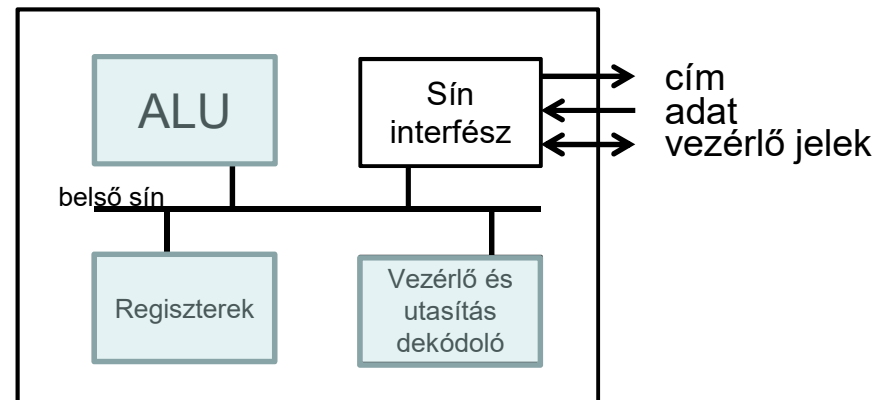 ALU
Sín
interfész
cím
adat
vezérlő jelek
belső sín
Regiszterek
Vezérlő és
utasítás
dekódoló